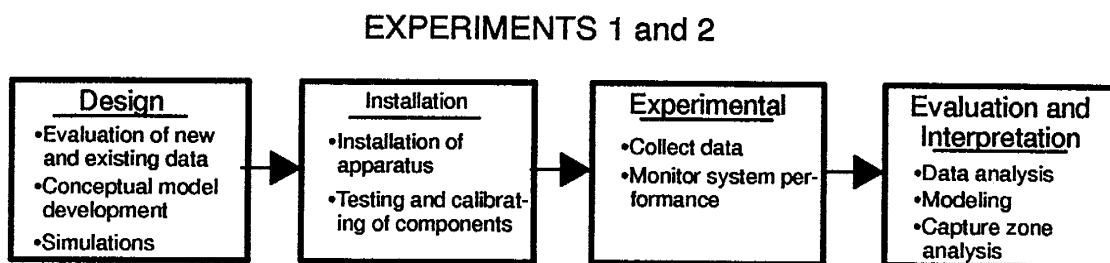 EXPERIMENTS 1 and 2
Design
•Evaluation of new
and existing data
•Conceptual model
development
•Simulations
Installation
•Installation of
apparatus
•Testing and calibrat-
ing of components
Experimental
•Collect data
•Monitor system per-
formance
Evaluation and
Interpretation
•Data analysis
•Modeling
•Capture zone
analysis